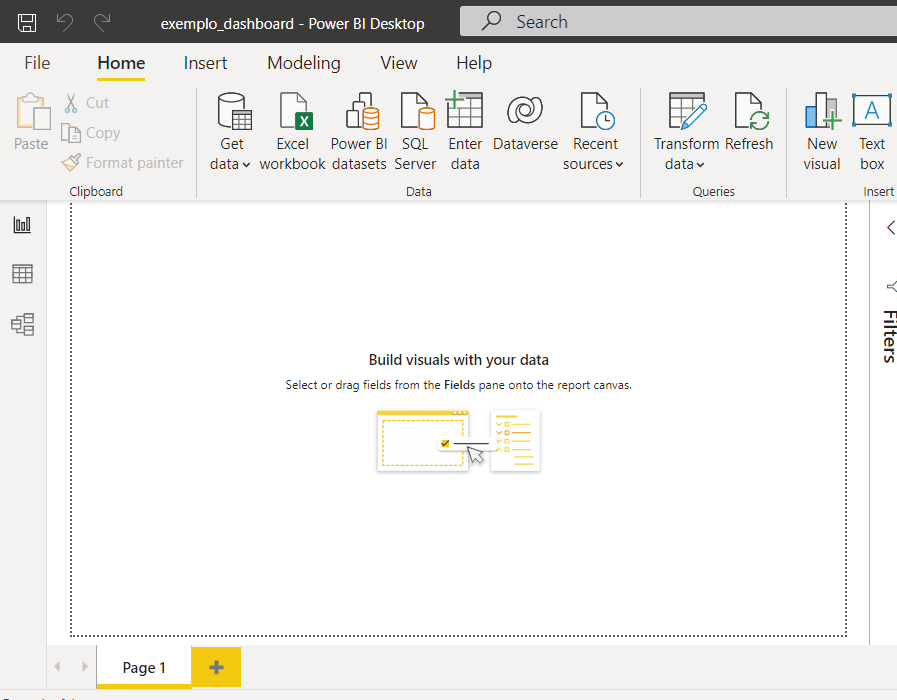 exemplo_dashboard - Power BI Desktop
Search
File Home Insert Modeling View Help
Paste
Cut
Copy
Format painter
Clipboard
Get data
Excel workbook
Power BI datasets
SQL Server
Enter data
Dataverse
Recent sources
Data
Transform data
Refresh
Queries
New visual
Text box
Insert
Filters
Build visuals with your data
Select or drag fields from the Fields pane onto the report canvas.
Page 1